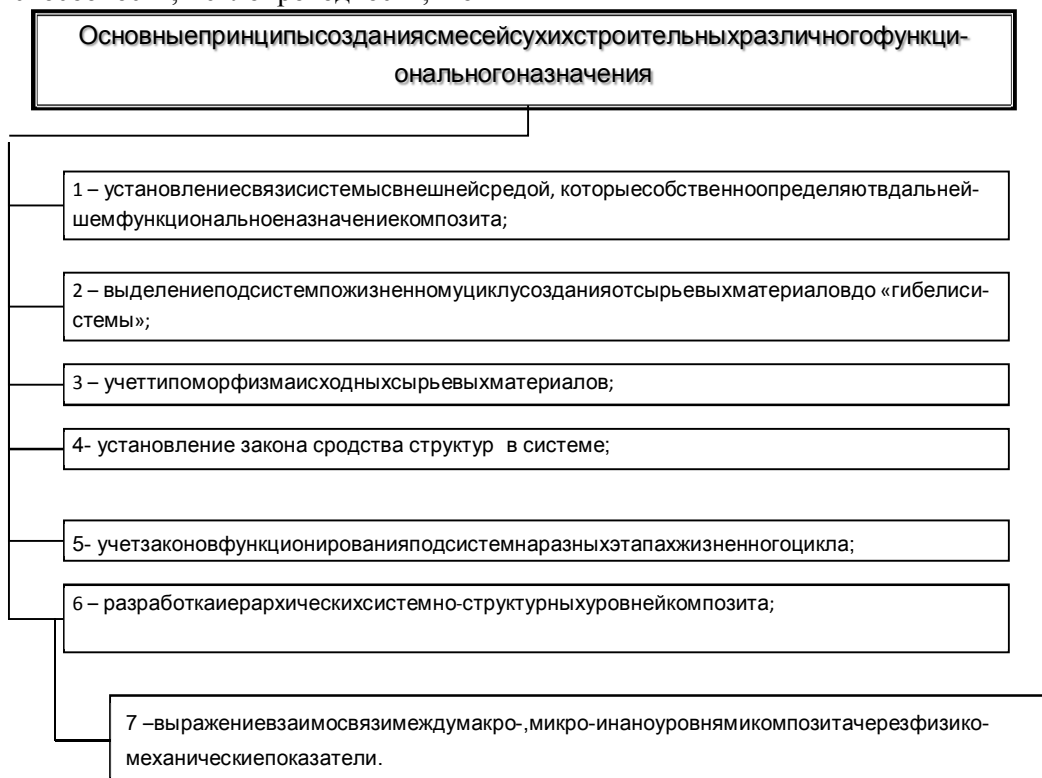 Основныепринципысозданиясмесейсухихстроительныхразличногофункци-
ональногоназначения
1 – установлениесвязисистемысвнешнейсредой, которыесобственноопределяютвдальней-
шемфункциональноеназначениекомпозита;
2 – выделениеподсистемпожизненномуциклусозданияотсырьевыхматериаловдо «гибелиси-
стемы»;
3 – учеттипоморфизмаисходныхсырьевыхматериалов;
4- установление закона сродства структур в системе;
5- учетзаконовфункционированияподсистемнаразныхэтапахжизненногоцикла;
6 – разработкаиерархическихсистемно-структурныхуровнейкомпозита;
7 –выражениевзаимосвязимеждумакро-,микро-инаноуровнямикомпозитачерезфизико-
механическиепоказатели.